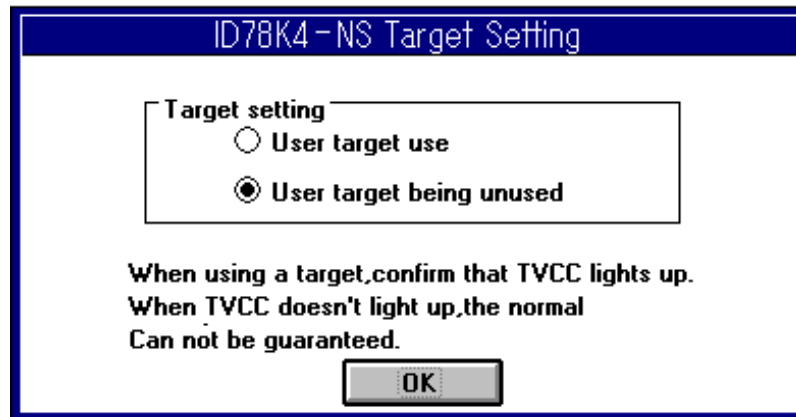 ID78K4-NS Target Setting
Target setting
User target use
User target being unused
When using a target,confirm that TVCC lights up.
When TVCC doesn't light up,the normal
Can not be guaranteed.
OK